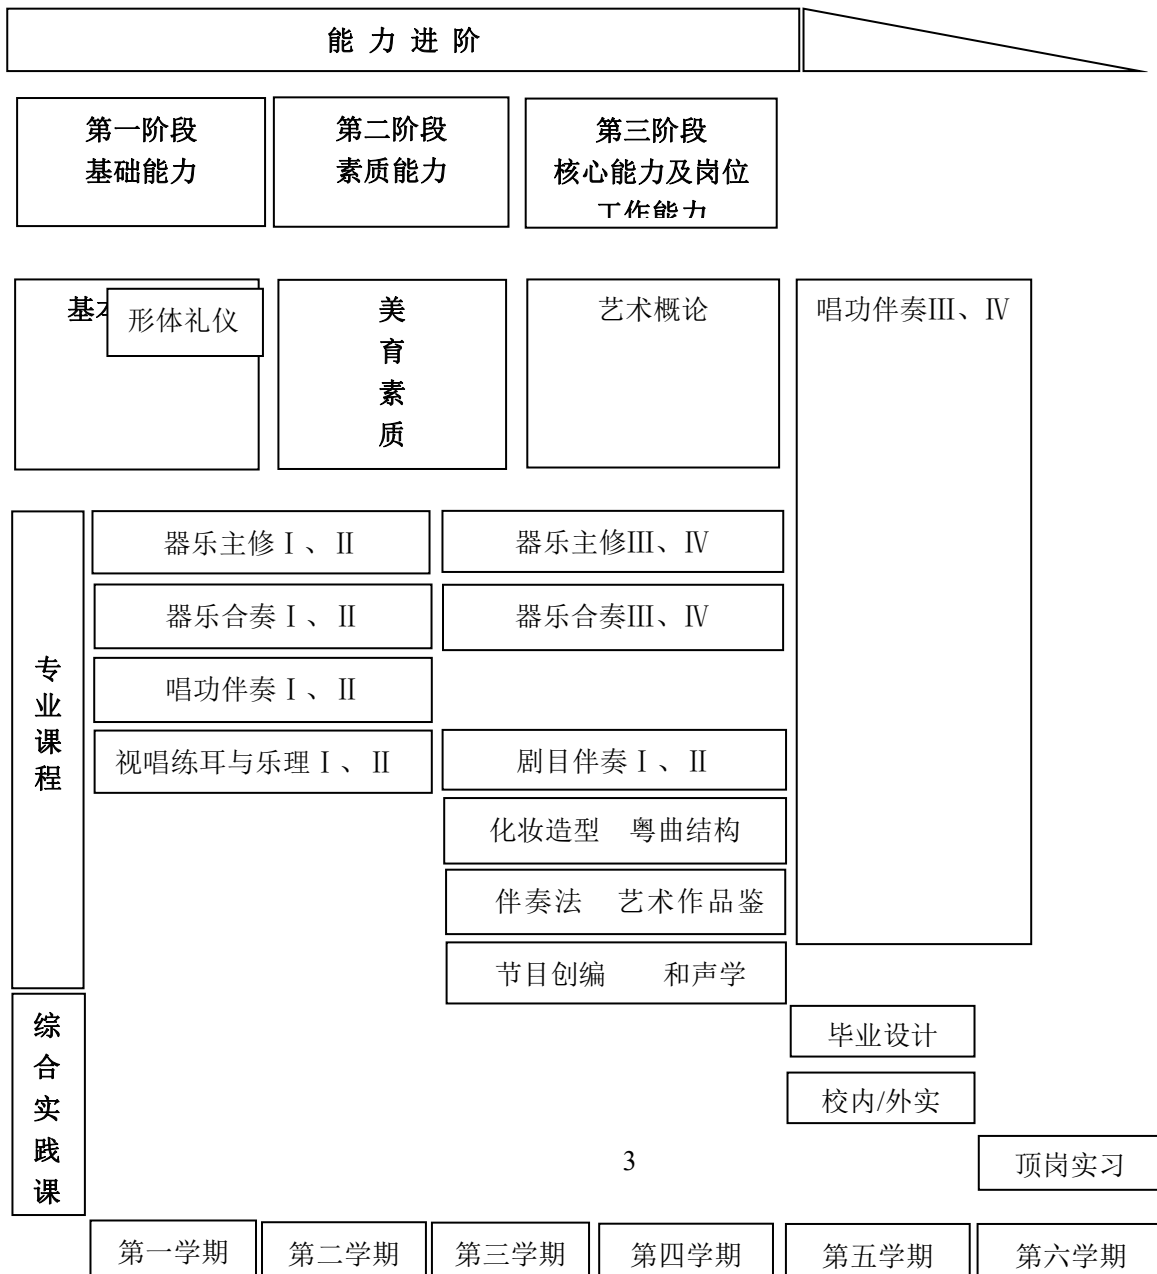 能 力 进 阶
第一阶段
基础能力
第二阶段
素质能力
第三阶段
核心能力及岗位
工作能力
基本
形体礼仪
美
育
素
质
艺术概论
唱功伴奏Ⅲ、Ⅳ
专
业
课
程
器乐主修Ⅰ、Ⅱ
器乐主修Ⅲ、Ⅳ
器乐合奏Ⅰ、Ⅱ
器乐合奏Ⅲ、Ⅳ
唱功伴奏Ⅰ、Ⅱ
视唱练耳与乐理Ⅰ、Ⅱ
剧目伴奏Ⅰ、Ⅱ
化妆造型 粤曲结构
伴奏法 艺术作品鉴
节目创编 和声学
综
合
实
践
课
毕业设计
校内/外实
3
顶岗实习
第一学期
第二学期
第三学期
第四学期
第五学期
第六学期